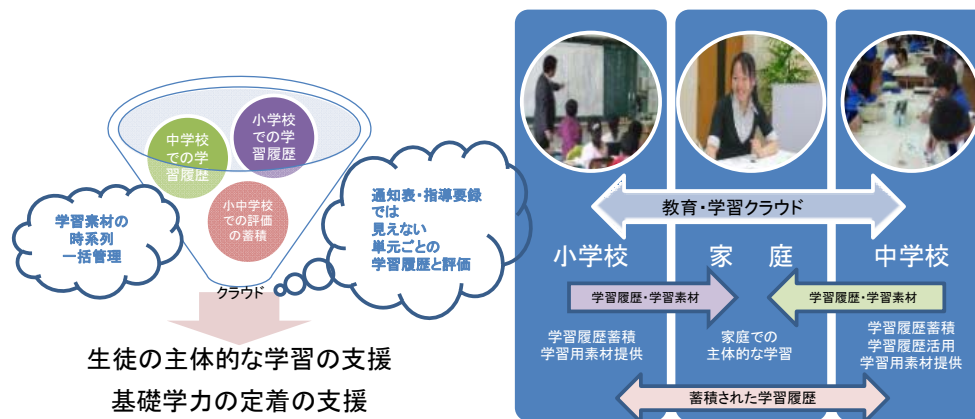 中学校
での学
習履歴
小学校
での学
習履歴
小中学校
での評価
の蓄積
学習素材の
時系列
一括管理
通知表・指導要録
では
見えない
単元ごとの
学習履歴と評価
クラウド
生徒の主体的な学習の支援
基礎学力の定着の支援
教育・学習クラウド
小学校
家 庭
中学校
学習履歴・学習素材
学習履歴・学習素材
学習履歴蓄積
学習用素材提供
家庭での
主体的な学習
学習履歴蓄積
学習履歴活用
学習用素材提供
蓄積された学習履歴